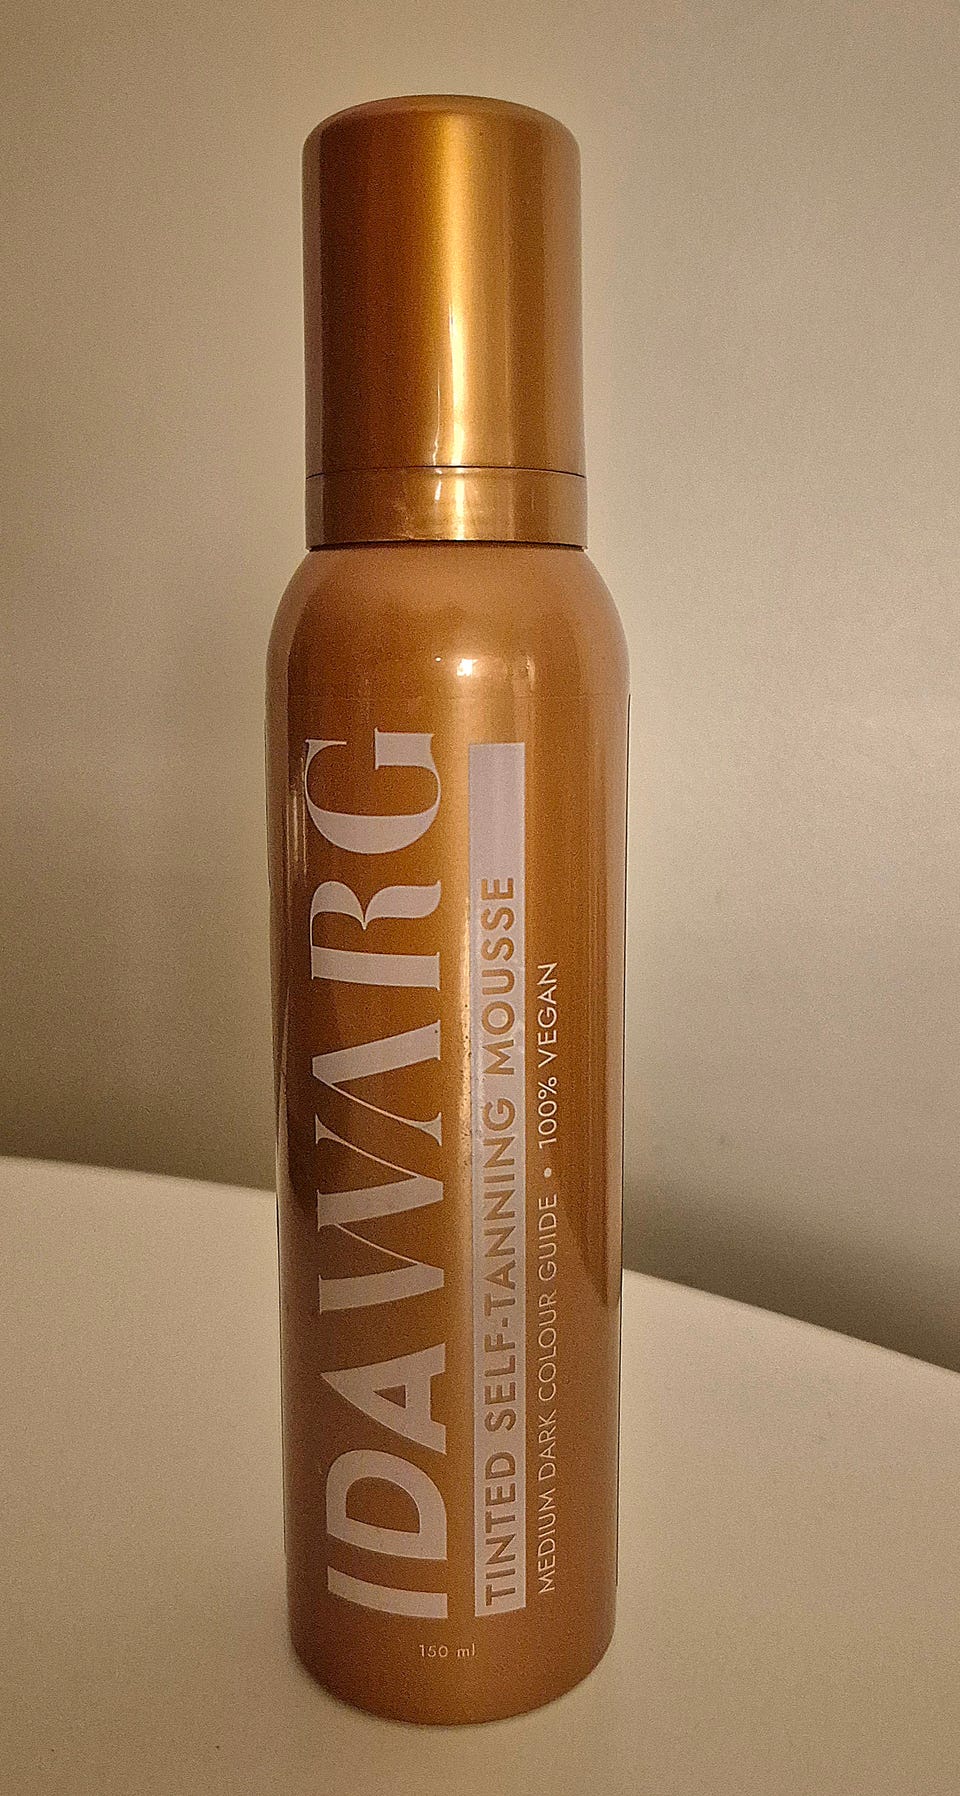 IDA WARG
TINTED SELF-TANNING MOUSSE
MEDIUM DARK COLOUR GUIDE • 100% VEGAN
150 ml